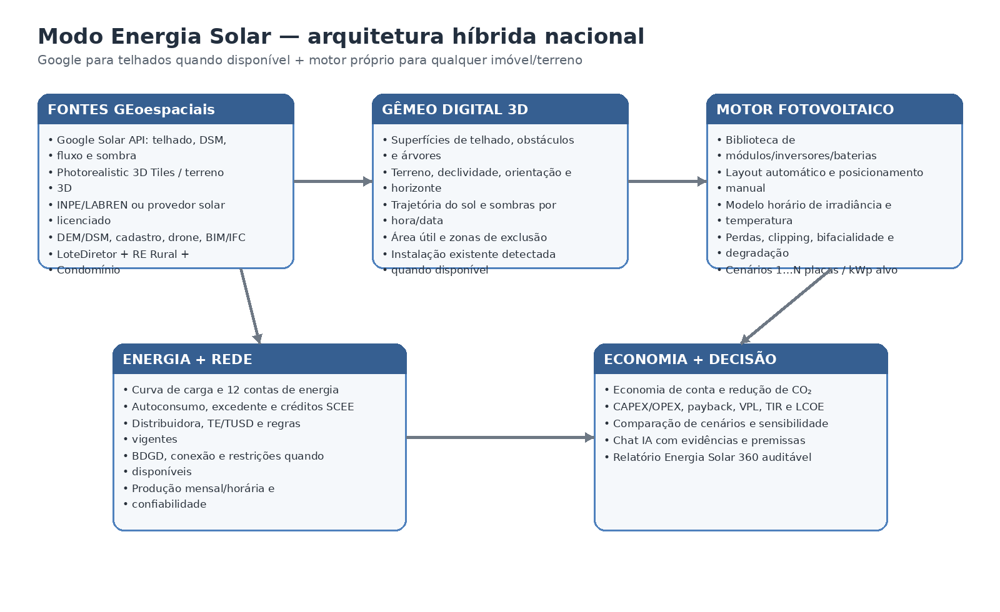 Modo Energia Solar — arquitetura híbrida nacional
Google para telhados quando disponível + motor próprio para qualquer imóvel/terreno
FONTES GEoespaciais
• Google Solar API: telhado, DSM,
• fluxo e sombra
• Photorealistic 3D Tiles / terreno
• 3D
• INPE/LABREN ou provedor solar
• licenciado
• DEM/DSM, cadastro, drone, BIM/IFC
• LoteDiretor + RE Rural +
• Condomínio
GÊMEO DIGITAL 3D
• Superfícies de telhado, obstáculos
• e árvores
• Terreno, declividade, orientação e
• horizonte
• Trajetória do sol e sombras por
• hora/data
• Área útil e zonas de exclusão
• Instalação existente detectada
• quando disponível
MOTOR FOTOVOLTAICO
• Biblioteca de
• módulos/inversores/baterias
• Layout automático e posicionamento
• manual
• Modelo horário de irradiância e
• temperatura
• Perdas, clipping, bifacialidade e
• degradação
• Cenários 1...N placas / kWp alvo
ENERGIA + REDE
• Curva de carga e 12 contas de energia
• Autoconsumo, excedente e créditos SCEE
• Distribuidora, TE/TUSD e regras
• vigentes
• BDGD, conexão e restrições quando
• disponíveis
• Produção mensal/horária e
• confiabilidade
ECONOMIA + DECISÃO
• Economia de conta e redução de CO₂
• CAPEX/OPEX, payback, VPL, TIR e LCOE
• Comparação de cenários e sensibilidade
• Chat IA com evidências e premissas
• Relatório Energia Solar 360 auditável